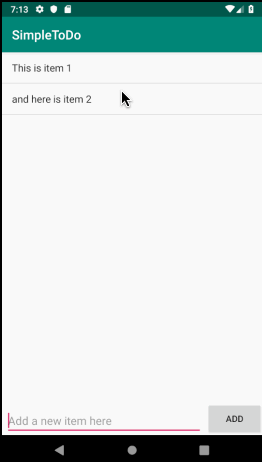 7:13
SimpleToDo
This is item 1
and here is item 2
Add a new item here
ADD